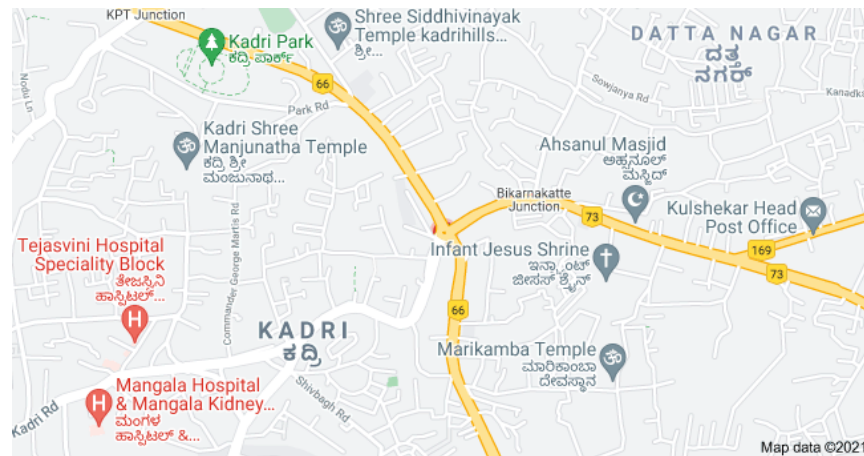 KPT Junction
Kadri Park
ಕದ್ರಿ ಪಾರ್ಕ್
Shree Siddhivinayak
Temple kadrihills...
ಶ್ರೀ...
DATTA NAGAR
ದತ್ತ
ನಗರ್
Nodu Ln
66
Park Rd
Sowjanya Rd
Kanadku
Kadri Shree
Manjunatha Temple
ಕದ್ರಿ ಶ್ರೀ
ಮಂಜುನಾಥ...
Ahsanul Masjid
ಅಹ್ಸನೂಲ್
ಮಸ್ಜಿದ್
Bikarnakatte
Junction
73
Kulshekar Head
Post Office
Commander George Martis Rd
Tejasvini Hospital
Speciality Block
ತೇಜಸ್ವಿನಿ
ಹಾಸ್ಪಿಟಲ್...
Infant Jesus Shrine
ಇನ್ಫಾಂಟ್
ಜೀಸಸ್ ಶ್ರೈನ್
169
73
66
KADRI
ಕದ್ರಿ
Marikamba Temple
ಮಾರಿಕಾಂಬಾ
ದೇವಸ್ಥಾನ
Mangala Hospital
& Mangala Kidney...
ಮಂಗಳ
ಹಾಸ್ಪಿಟಲ್ &...
Kadri Rd
Shivbagh Rd
Map data ©2021